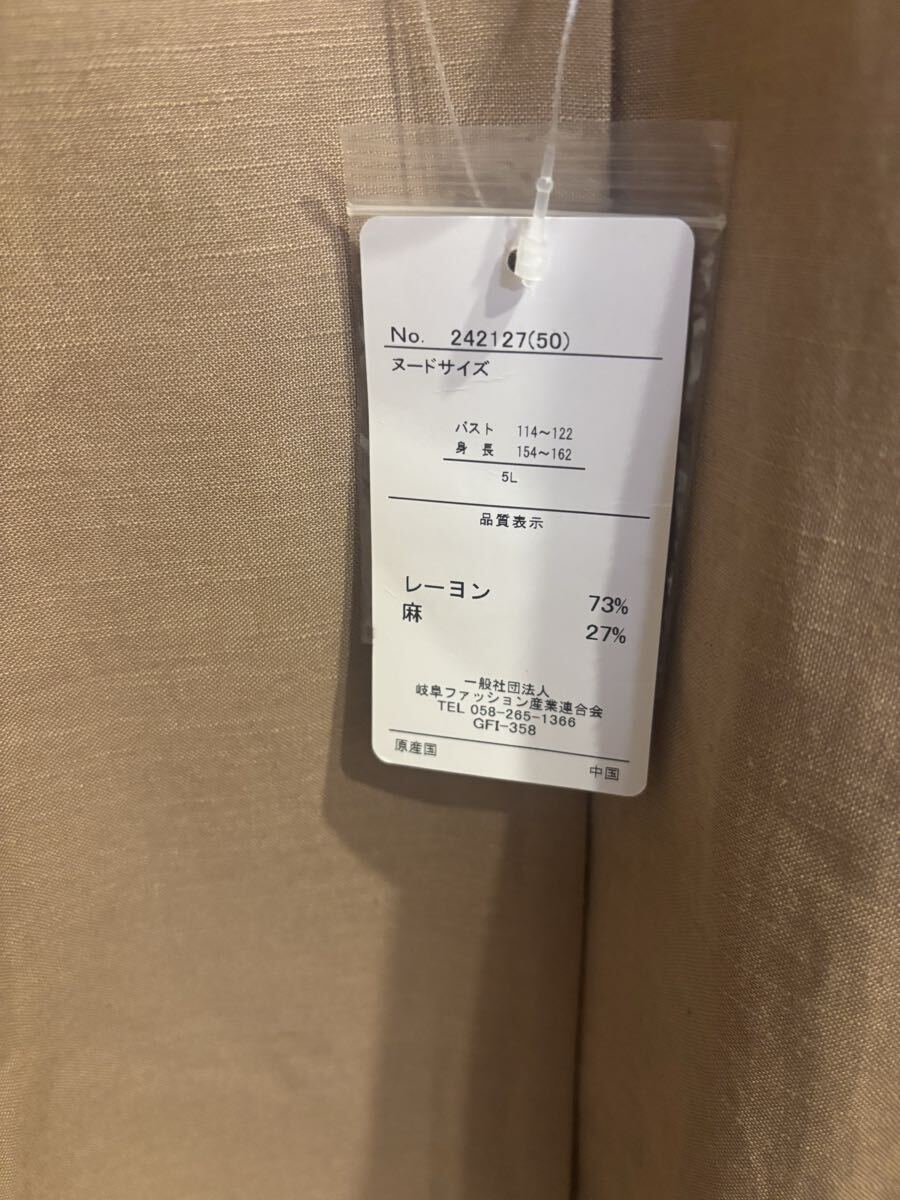 No. 242127(50)
ヌードサイズ
バスト 114～122
身 長 154～162
5L
品質表示
レーヨン 73%
麻 27%
一般社団法人
岐阜ファッション産業連合会
TEL 058-265-1366
GFI-358
原産国 中国